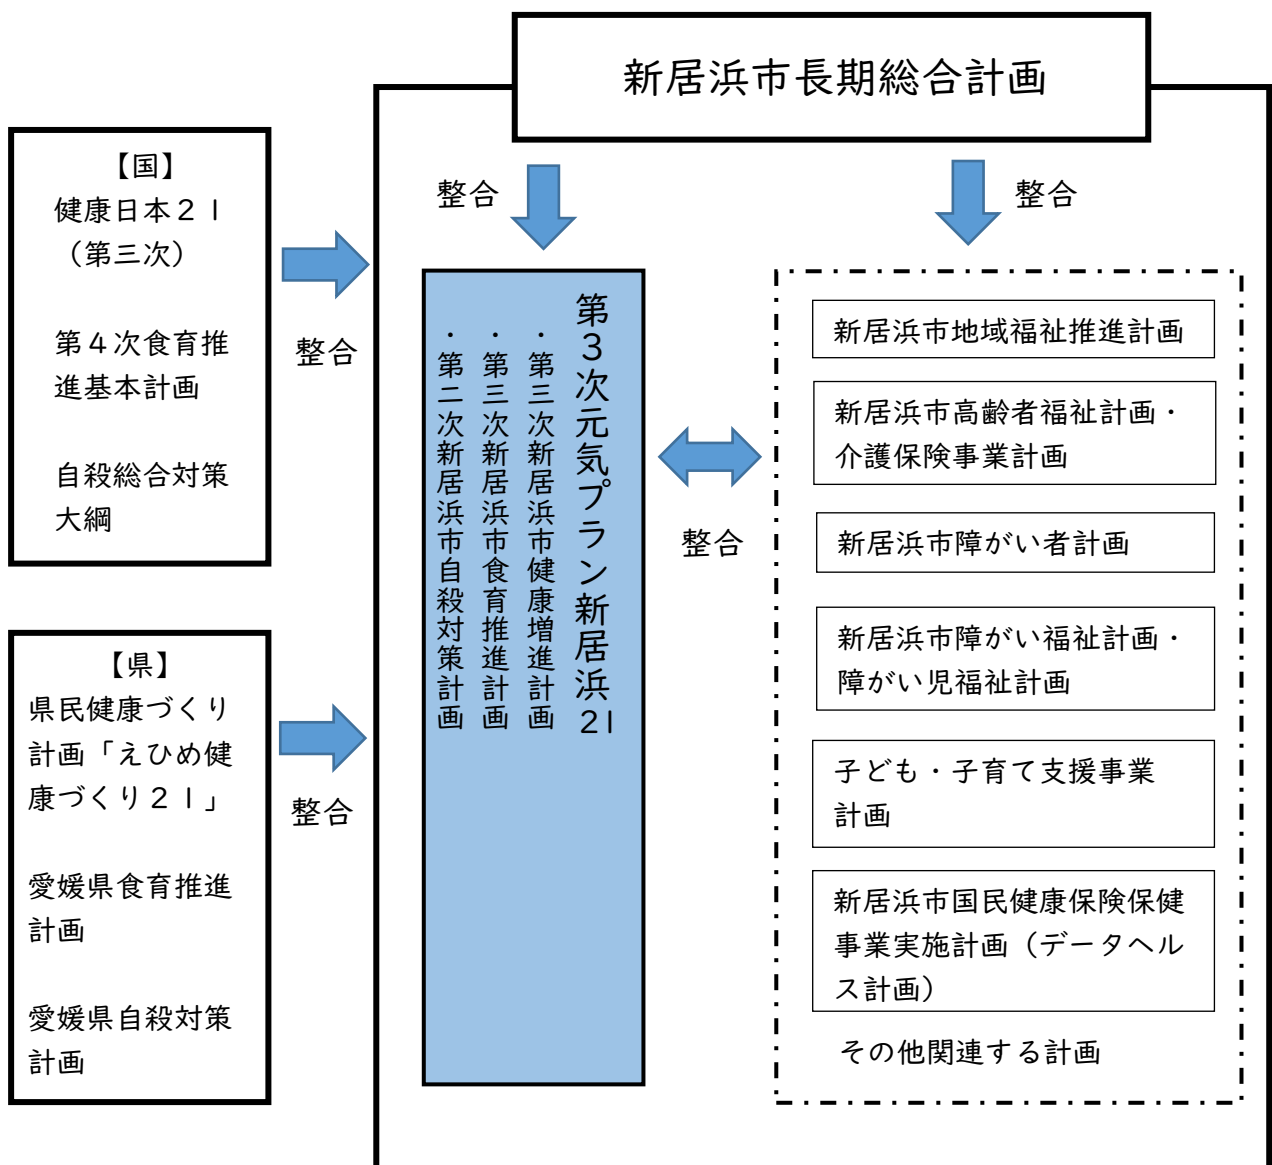 新居浜市長期総合計画
【国】
健康日本２１
（第三次）
第４次食育推
進基本計画
自殺総合対策
大綱
整合
【県】
県民健康づくり
計画「えひめ健
康づくり２１」
愛媛県食育推進
計画
愛媛県自殺対策
計画
整合
整合
整合
第３次元気プラン新居浜21
・第三次新居浜市健康増進計画
・第三次新居浜市食育推進計画
・第二次新居浜市自殺対策計画
整合
新居浜市地域福祉推進計画
新居浜市高齢者福祉計画・
介護保険事業計画
新居浜市障がい者計画
新居浜市障がい福祉計画・
障がい児福祉計画
子ども・子育て支援事業
計画
新居浜市国民健康保険保健
事業実施計画（データヘル
ス計画）
その他関連する計画